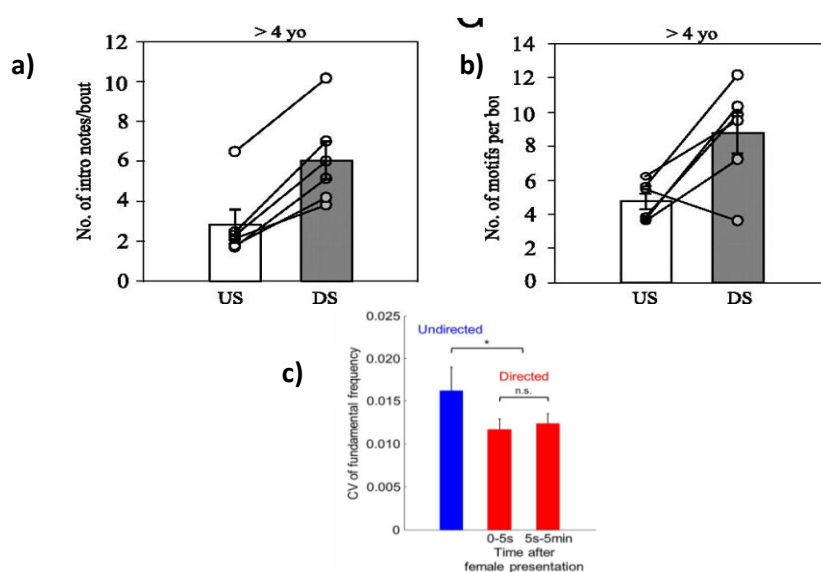 a)
> 4 yo
No. of intro notes/bout
12
10
8
6
4
2
0
US DS
b)
> 4 yo
No. of motifs per bou
14
12
10
8
6
4
2
0
US DS
c)
CV of fundamental frequency
0.025
0.020
0.015
0.010
0.005
0
Undirected
*
Directed
n.s.
0-5s 5s-5min
Time after
female presentation